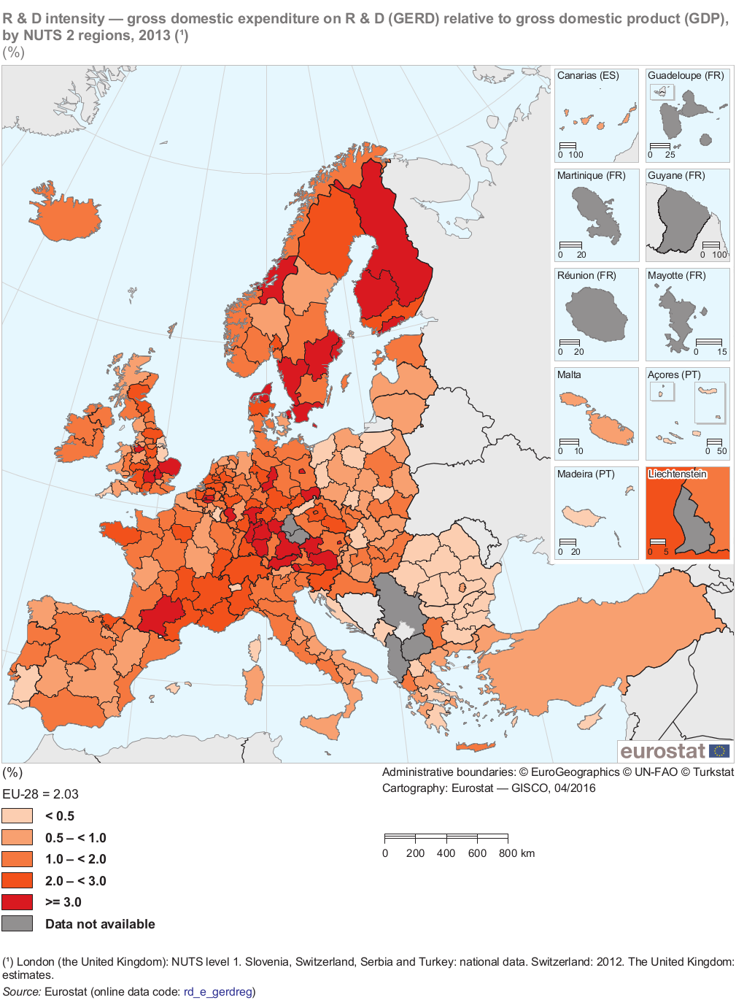 R & D intensity — gross domestic expenditure on R & D (GERD) relative to gross domestic product (GDP),
by NUTS 2 regions, 2013 (¹)
(%)
Canarias (ES)
0 100
Guadeloupe (FR)
0 25
Martinique (FR)
0 20
Guyane (FR)
0 100
Réunion (FR)
0 20
Mayotte (FR)
0 15
Malta
0 10
Açores (PT)
0 50
Madeira (PT)
0 20
Liechtenstein
0 5
eurostat
(%)
EU-28 = 2.03
< 0.5
0.5 – < 1.0
1.0 – < 2.0
2.0 – < 3.0
>= 3.0
Data not available
Administrative boundaries: © EuroGeographics © UN-FAO © Turkstat
Cartography: Eurostat — GISCO, 04/2016
0 200 400 600 800 km
(¹) London (the United Kingdom): NUTS level 1. Slovenia, Switzerland, Serbia and Turkey: national data. Switzerland: 2012. The United Kingdom:
estimates.
Source: Eurostat (online data code: rd_e_gerdreg)